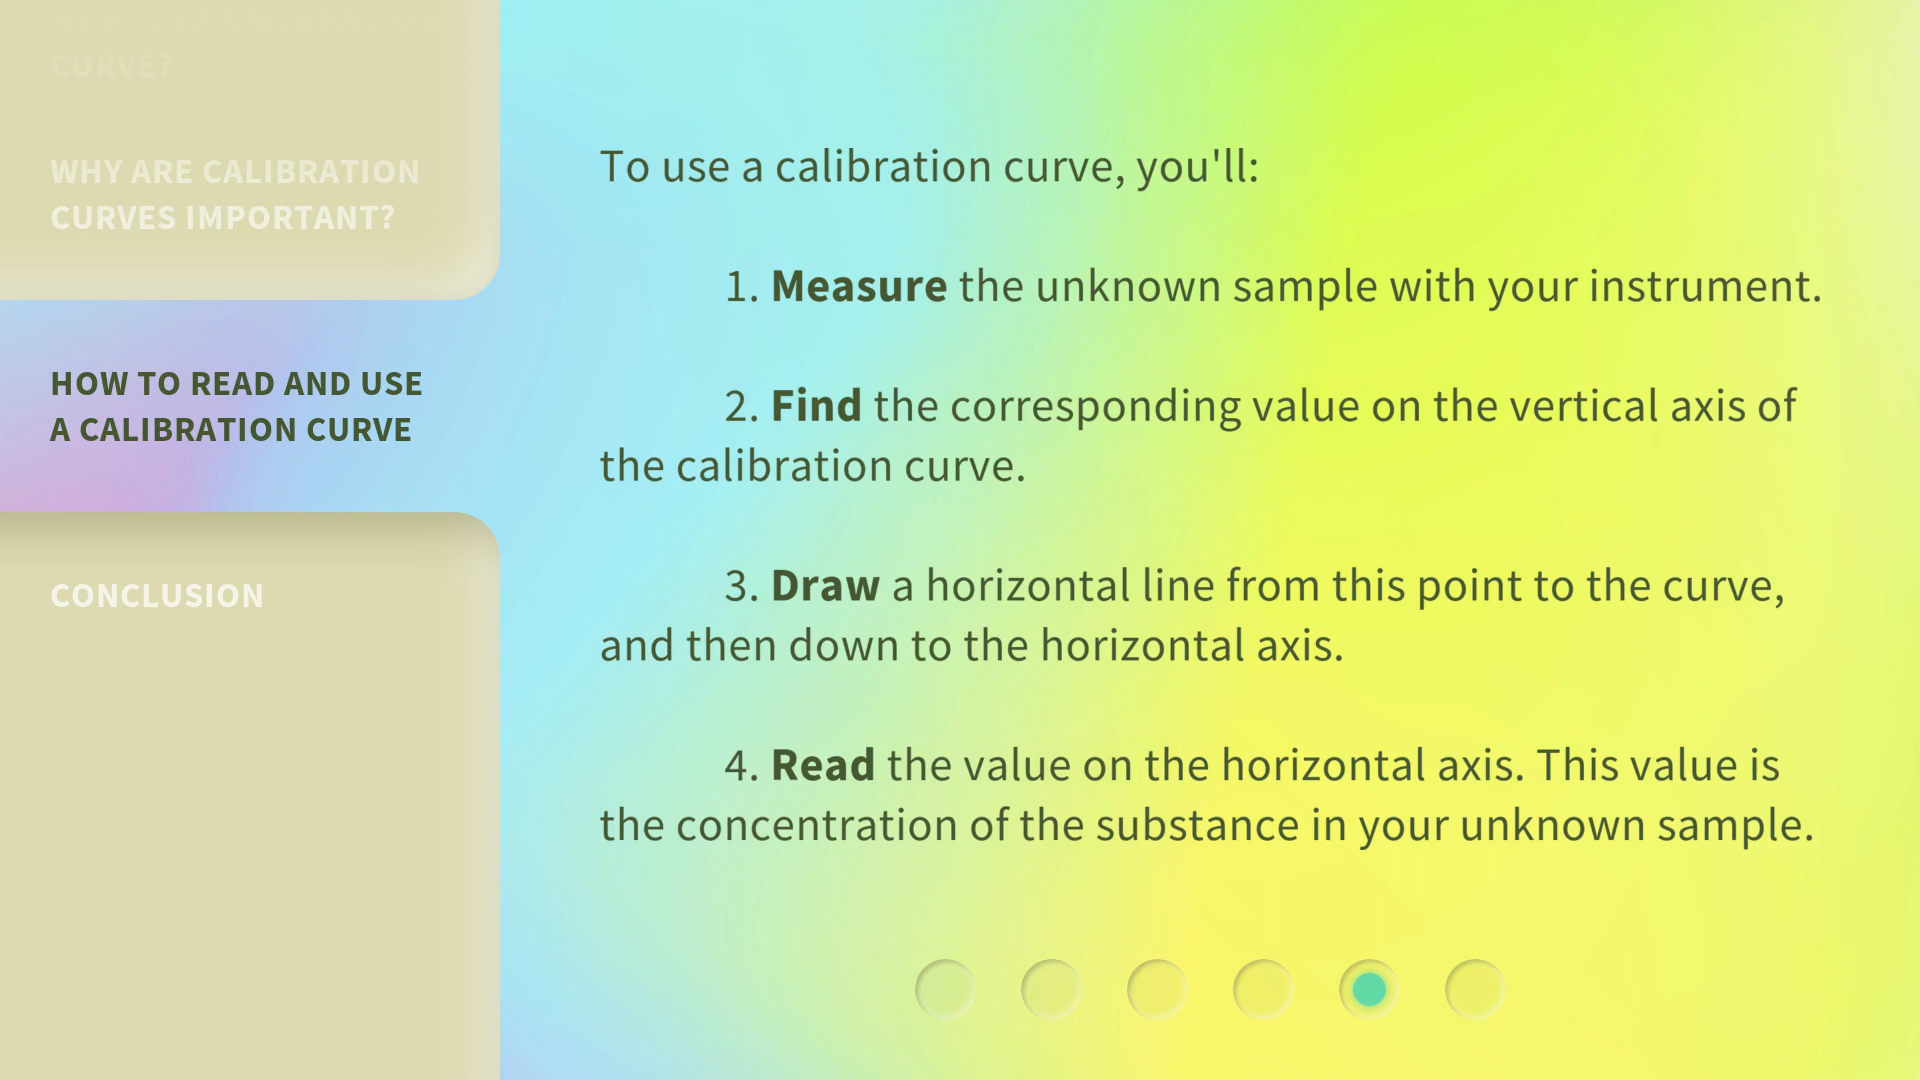 CURVE?
WHY ARE CALIBRATION
CURVES IMPORTANT?
HOW TO READ AND USE
A CALIBRATION CURVE
CONCLUSION
To use a calibration curve, you'll:
1. Measure the unknown sample with your instrument.
2. Find the corresponding value on the vertical axis of
the calibration curve.
3. Draw a horizontal line from this point to the curve,
and then down to the horizontal axis.
4. Read the value on the horizontal axis. This value is
the concentration of the substance in your unknown sample.